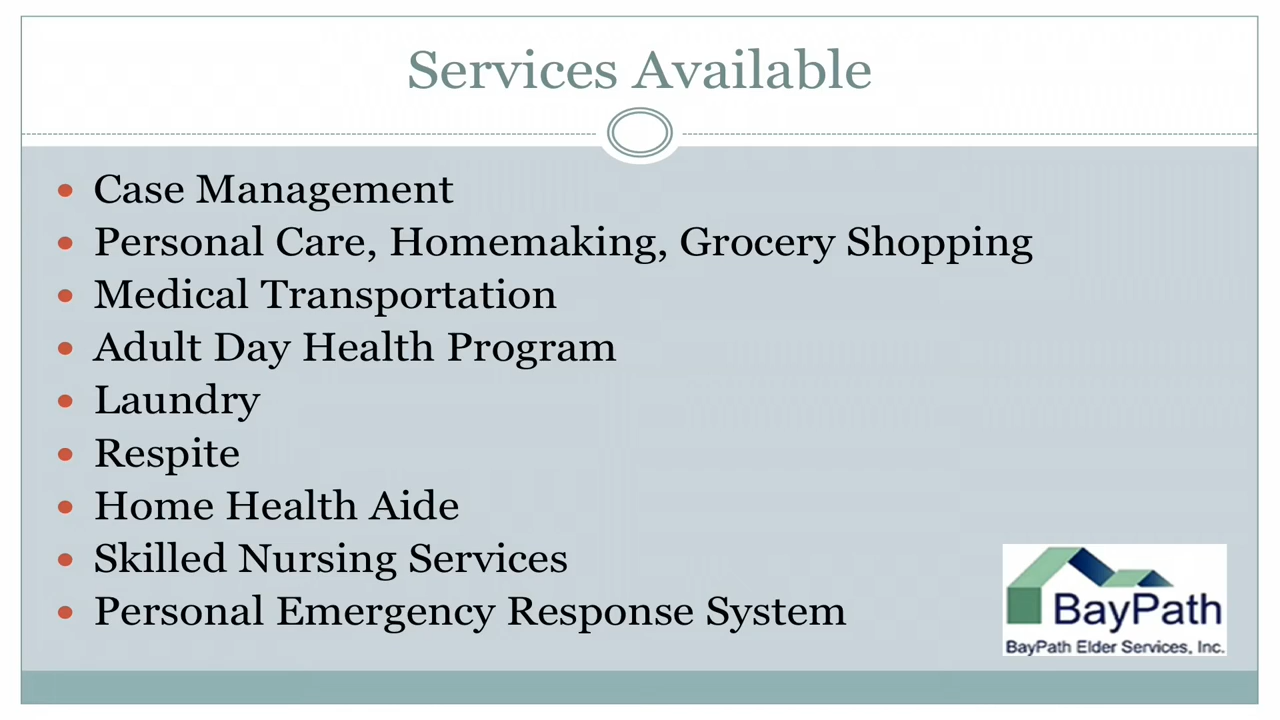 Services Available
• Case Management
• Personal Care, Homemaking, Grocery Shopping
• Medical Transportation
• Adult Day Health Program
• Laundry
• Respite
• Home Health Aide
• Skilled Nursing Services
• Personal Emergency Response System
BayPath
BayPath Elder Services, Inc.